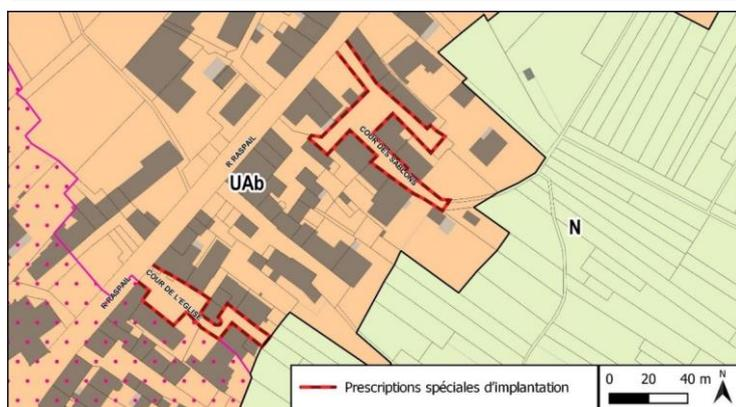 R RASPAIL
COUR DES SABLONS
UAb
N
R RASPAIL
COUR DE L'EGLISE
Prescriptions spéciales d'implantation
0 20 40 m
N